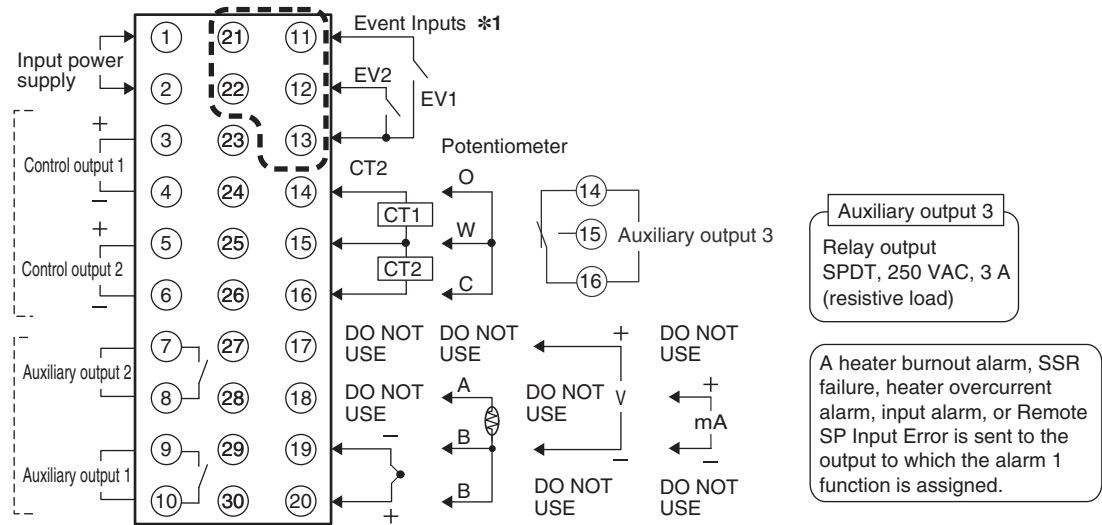 Event Inputs *1
Input power
supply
1 21 11
2 22 12
EV2
EV1
3 23 13
+
Control output 1
−
Potentiometer
4 24 14
CT2
CT1
CT2
O
W
C
14
15 Auxiliary output 3
16
5 25 15
+
Control output 2
−
6 26 16
7 27 17
Auxiliary output 2
8 28 18
9 29 19
Auxiliary output 1
10 30 20
DO NOT
USE
DO NOT
USE
−
+
DO NOT
USE
A
B
B
+
V
−
DO NOT
USE
DO NOT
USE
DO NOT
USE
+
mA
−
DO NOT
USE
Auxiliary output 3
Relay output
SPDT, 250 VAC, 3 A
(resistive load)
A heater burnout alarm, SSR
failure, heater overcurrent
alarm, input alarm, or Remote
SP Input Error is sent to the
output to which the alarm 1
function is assigned.